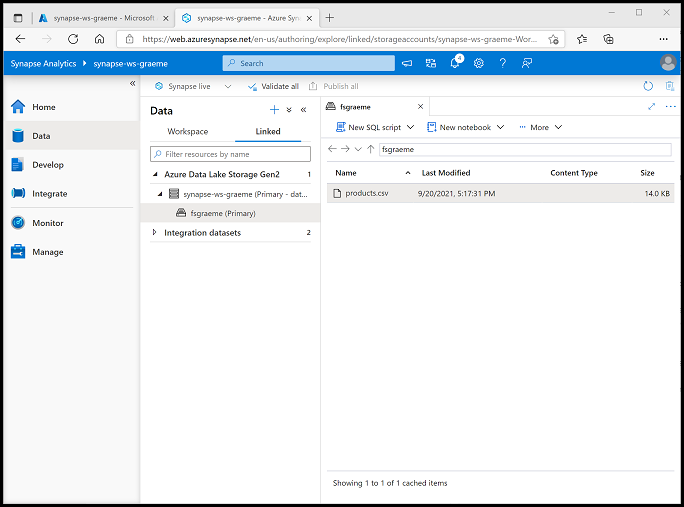 synapse-ws-graeme - Microsoft A
synapse-ws-graeme - Azure Syna
https://web.azuresynapse.net/en-us/authoring/explore/linked/storageaccounts/synapse-ws-graeme-Wor...
Synapse Analytics
synapse-ws-graeme
Search
4
Synapse live
Validate all
Publish all
Home
Data
Develop
Integrate
Monitor
Manage
Data
Workspace
Linked
Filter resources by name
Azure Data Lake Storage Gen2 1
synapse-ws-graeme (Primary - dat...
fsgraeme (Primary)
Integration datasets 2
fsgraeme
New SQL script
New notebook
More
fsgraeme
Name Last Modified Content Type Size
products.csv 9/20/2021, 5:17:31 PM 14.0 KB
Showing 1 to 1 of 1 cached items